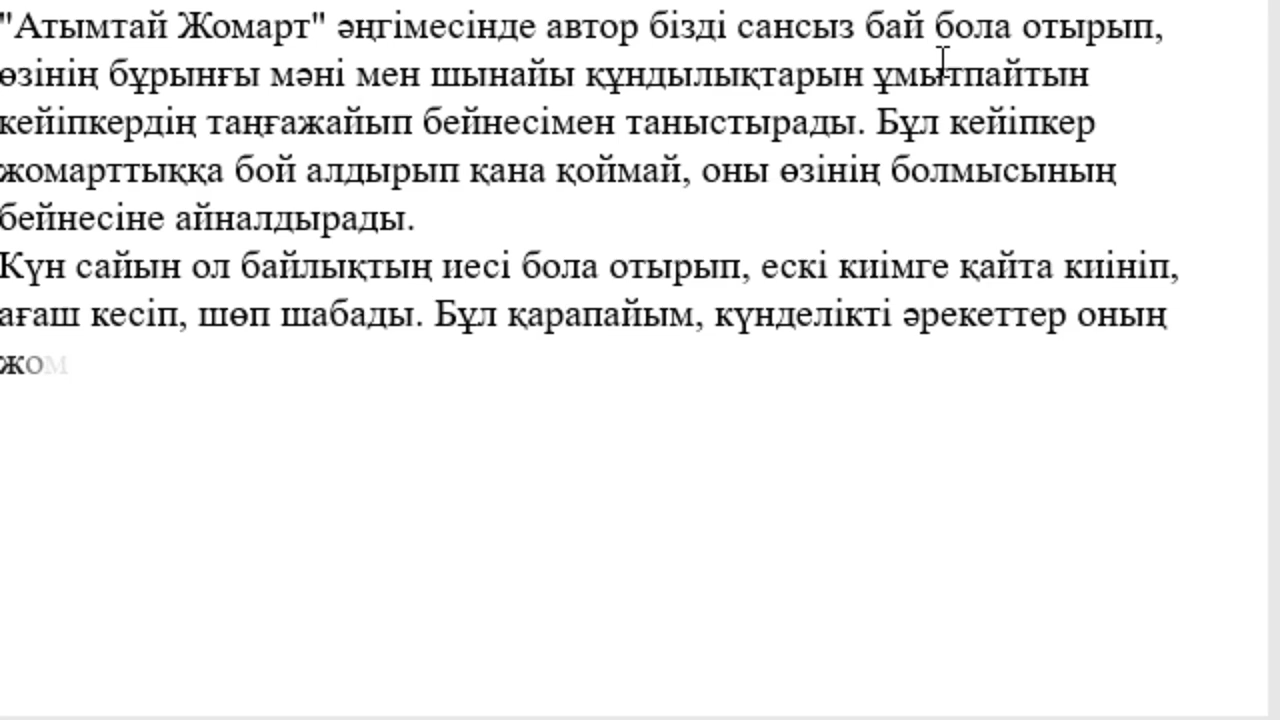 "Атымтай Жомарт" әңгімесінде автор бізді сансыз бай бола отырып,
өзінің бұрынғы мәні мен шынайы құндылықтарын ұмытпайтын
кейіпкердің таңғажайып бейнесімен таныстырады. Бұл кейіпкер
жомарттыққа бой алдырып қана қоймай, оны өзінің болмысының
бейнесіне айналдырады.
Күн сайын ол байлықтың иесі бола отырып, ескі киімге қайта киініп,
ағаш кесіп, шөп шабады. Бұл қарапайым, күнделікті әрекеттер оның
жом